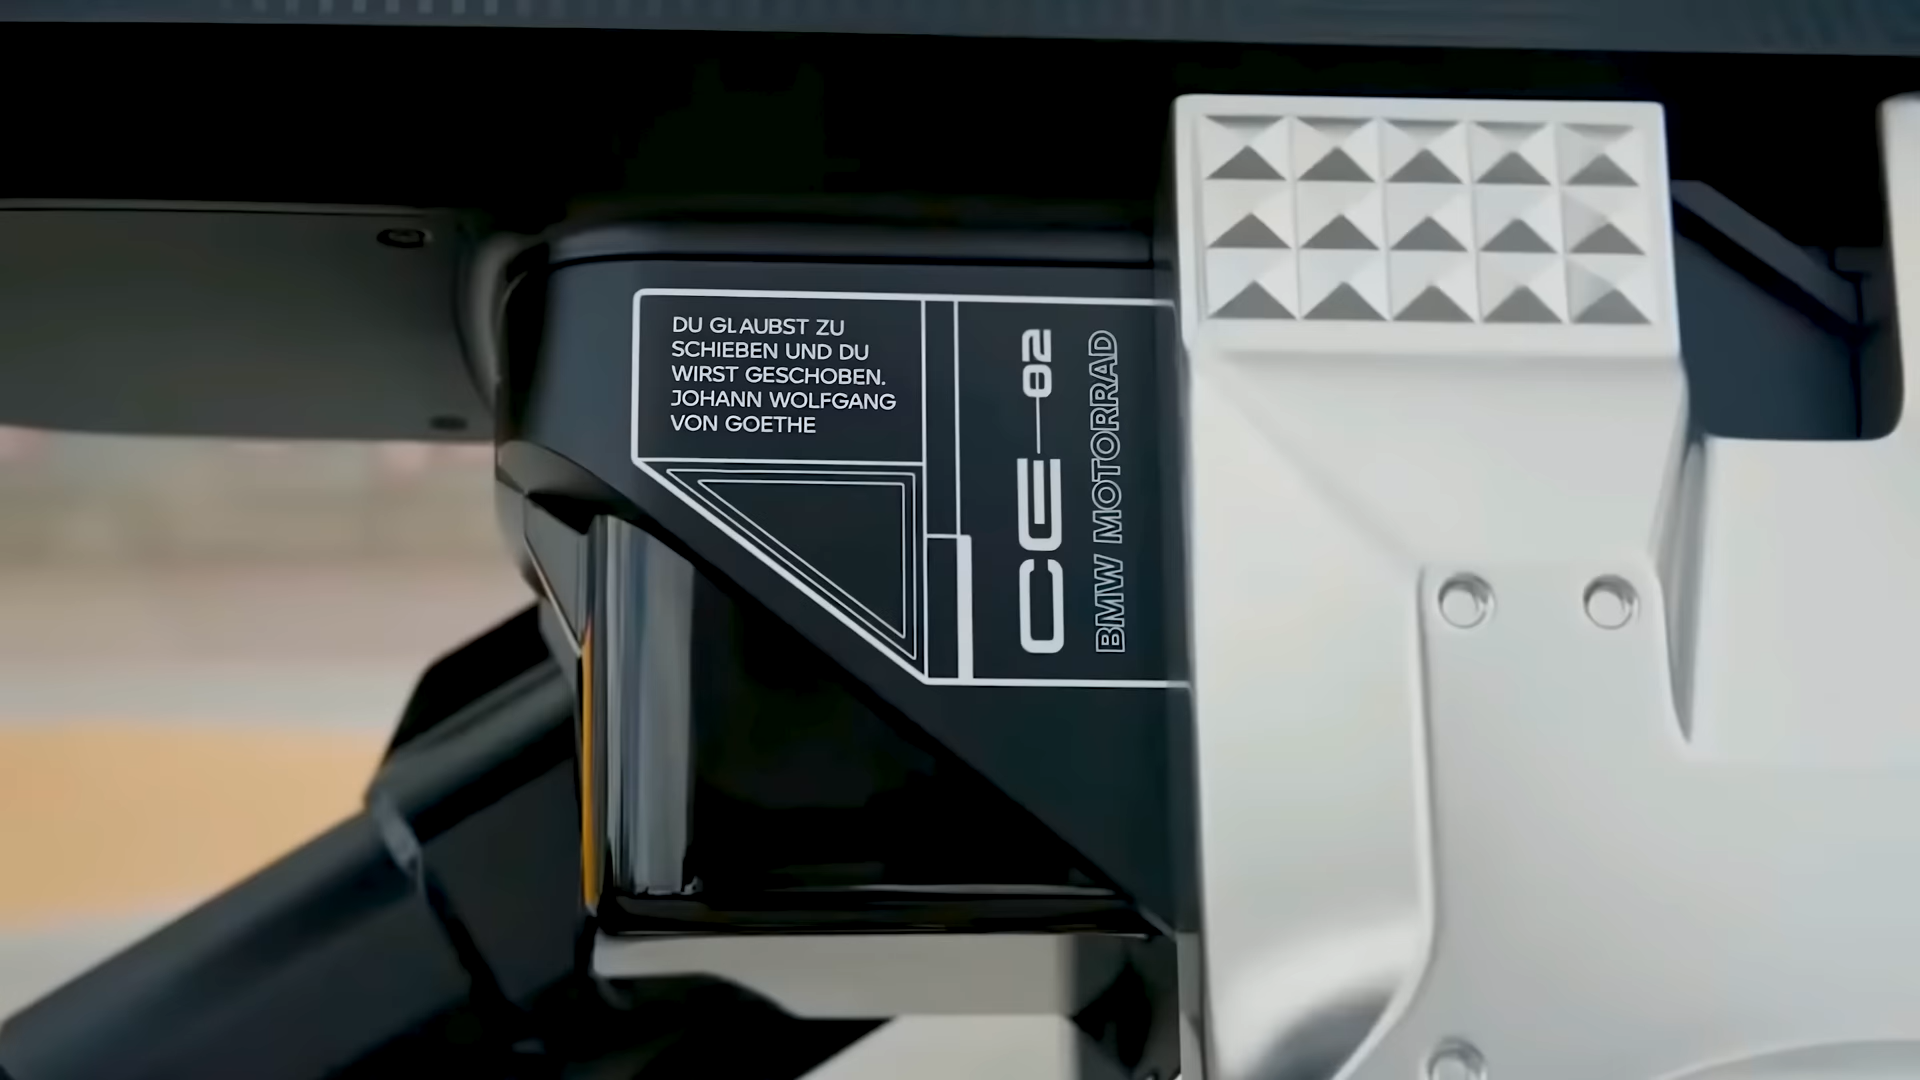 DU GLAUBST ZU
SCHIEBEN UND DU
WIRST GESCHOBEN.
JOHANN WOLFGANG
VON GOETHE
CE—02
BMW MOTORRAD